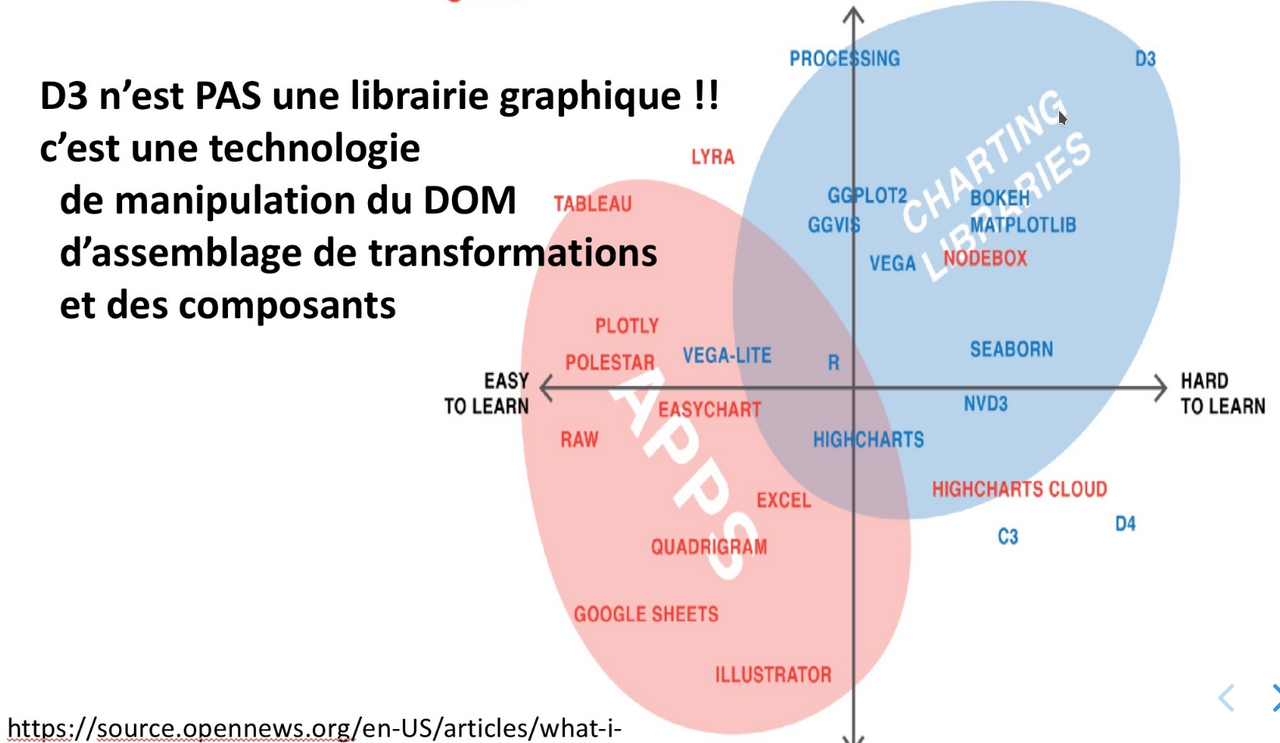 D3 n’est PAS une librairie graphique !!
c’est une technologie
de manipulation du DOM
d’assemblage de transformations
et des composants
PROCESSING
D3
CHARTING
LIBRARIES
LYRA
TABLEAU
GGPLOT2
BOKEH
GGVIS
MATPLOTLIB
VEGA
NODEBOX
PLOTLY
POLESTAR
VEGA-LITE
R
SEABORN
EASY
TO LEARN
HARD
TO LEARN
APPS
EASYCHART
NVD3
RAW
HIGHCHARTS
EXCEL
HIGHCHARTS CLOUD
C3
D4
QUADRIGRAM
GOOGLE SHEETS
ILLUSTRATOR
https://source.opennews.org/en-US/articles/what-i-